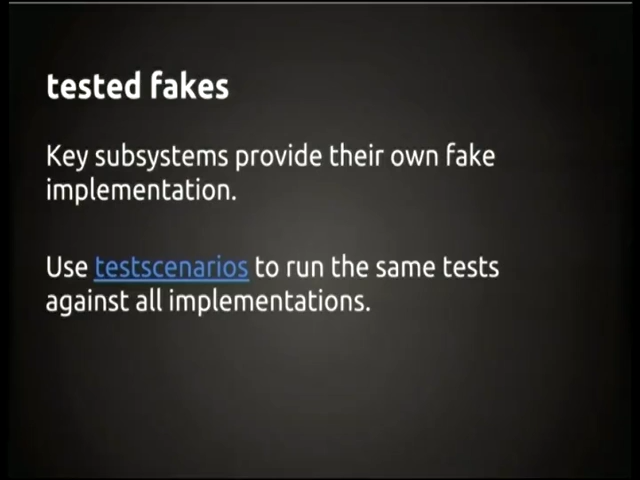 tested fakes
Key subsystems provide their own fake
implementation.
Use testscenarios to run the same tests
against all implementations.